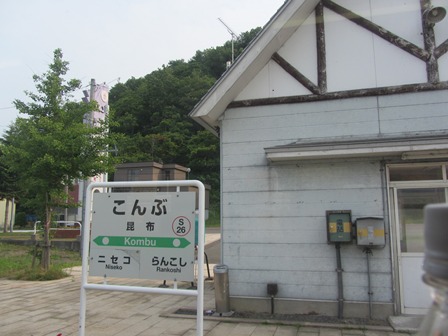 こんぶ
S
26
昆布
Kombu
ニセコ らんこし
Niseko Rankoshi